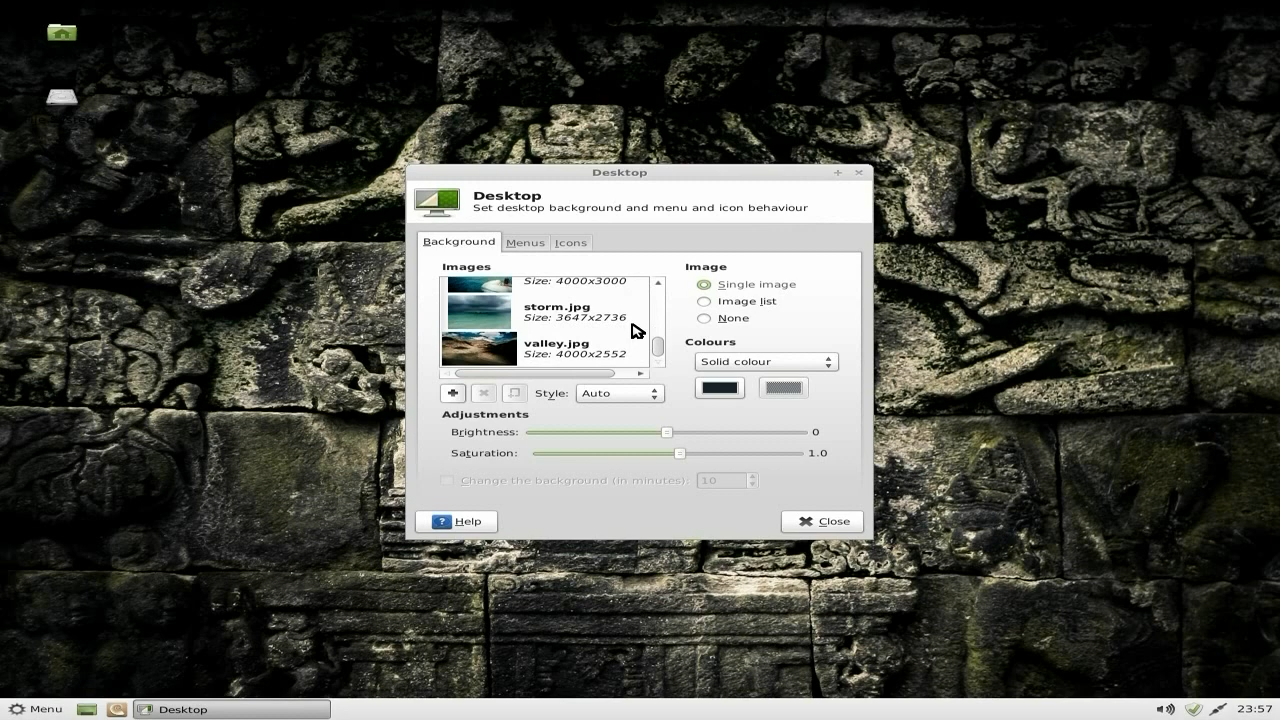 Desktop
Desktop
Set desktop background and menu and icon behaviour
Background Menus Icons
Images
Size: 4000x3000
storm.jpg
Size: 3647x2736
valley.jpg
Size: 4000x2552
Style: Auto
Image
Single image
Image list
None
Colours
Solid colour
Adjustments
Brightness: 0
Saturation: 1.0
Change the background (in minutes): 10
? Help
Close
Menu
Desktop
23:57